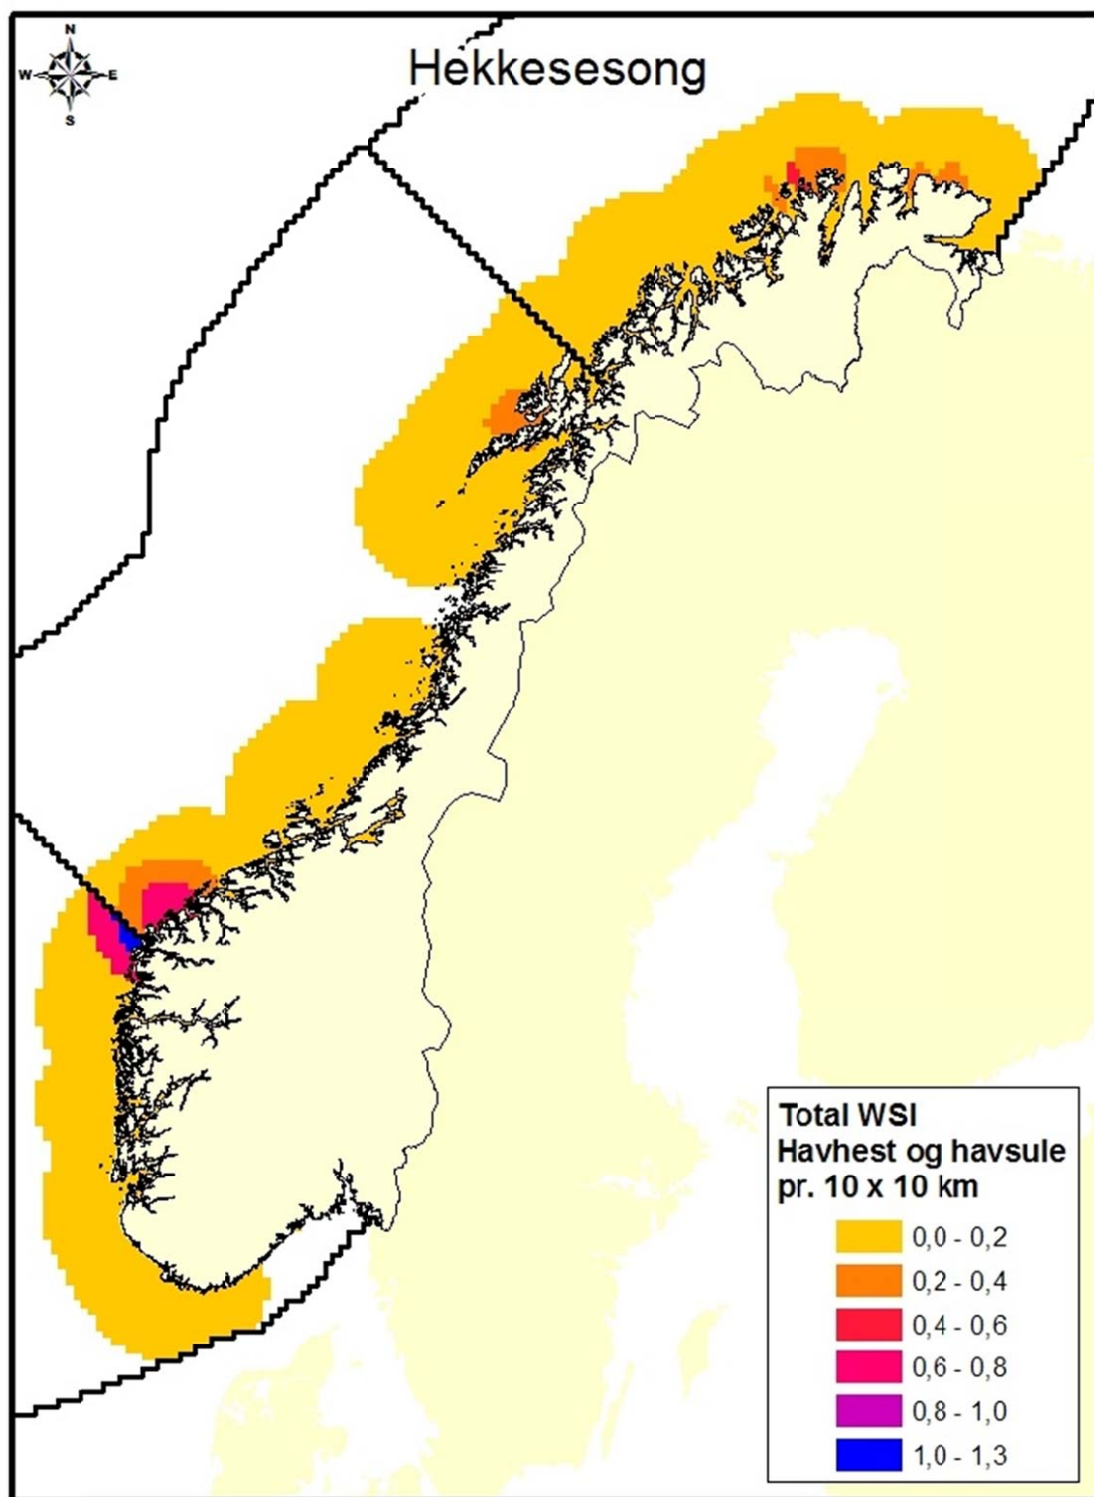 N
W E
S
Hekkesesong
Total WSI
Havhest og havsule
pr. 10 x 10 km
0,0 - 0,2
0,2 - 0,4
0,4 - 0,6
0,6 - 0,8
0,8 - 1,0
1,0 - 1,3